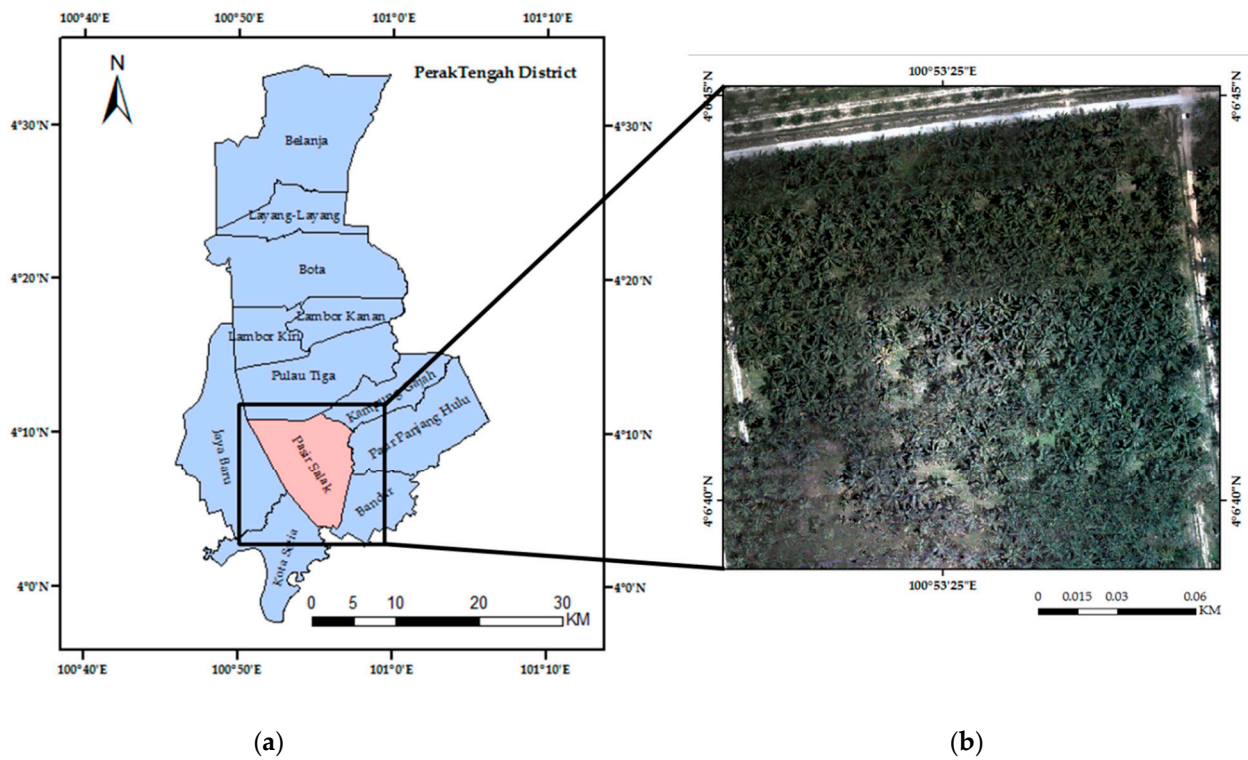 100°40'E 100°50'E 101°0'E 101°10'E
N
PerakTengah District
4°30'N 4°30'N
Belanja
Layang-Layang
4°20'N 4°20'N
Bota
Lambor Kanan
Lambor Kiri
Pulau Tiga
Kampung Gajah
4°10'N 4°10'N
Pasir Panjang Hulu
Jaya Baru
Pasir Salak
Bandar
Kota Setia
4°0'N 4°0'N
0 5 10 20 30
KM
100°40'E 100°50'E 101°0'E 101°10'E
(a)
100°53'25"E
4°6'45"N 4°6'45"N
4°6'40"N 4°6'40"N
100°53'25"E
0 0.015 0.03 0.06
KM
(b)